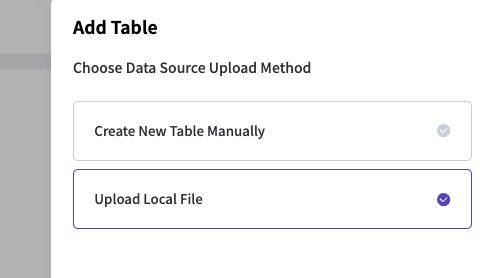 Add Table
Choose Data Source Upload Method
Create New Table Manually
Upload Local File